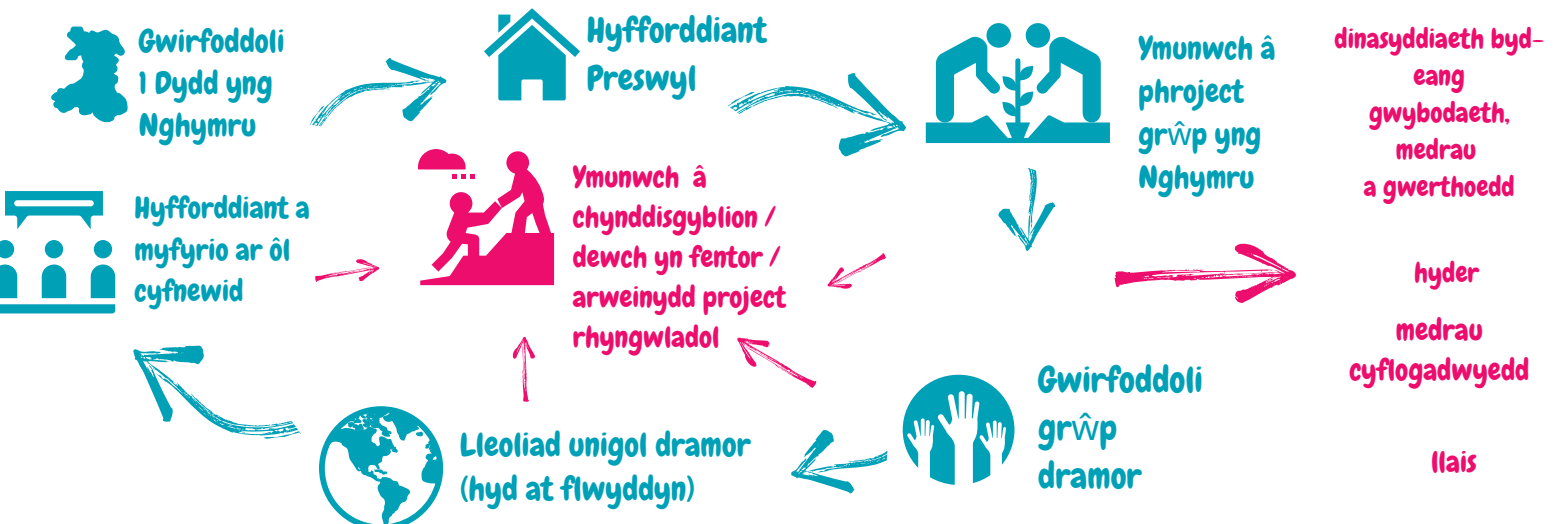 Gwirfoddoli
1 Dydd yng
Nghymru
Hyfforddiant
Preswyl
Ymunwch â
phroject
grŵp yng
Nghymru
dinasyddiaeth byd-
eang
gwybodaeth,
medrau
a gwerthoedd
Hyfforddiant a
myfyrio ar ôl
cyfnewid
Ymunwch â
chynddisgyblion /
dewch yn fentor /
arweinydd project
rhyngwladol
hyder
medrau
cyflogadwyedd
Gwirfoddoli
grŵp
dramor
Lleoliad unigol dramor
(hyd at flwyddyn)
llais